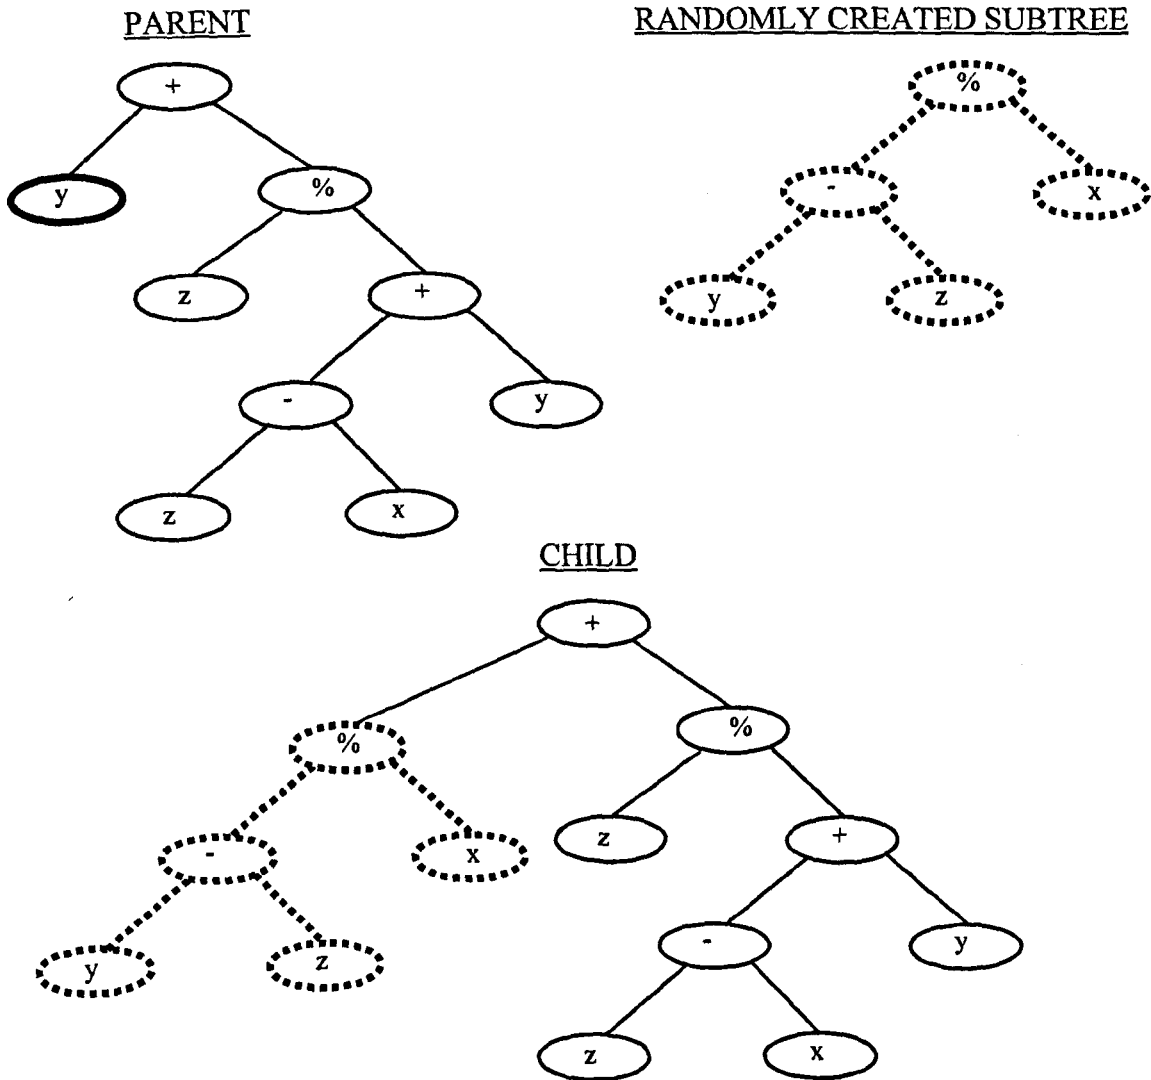 PARENT
RANDOMLY CREATED SUBTREE
+
%
y
%
-
x
z
+
y
z
-
y
z
x
CHILD
+
%
%
-
x
z
+
y
z
-
y
z
x